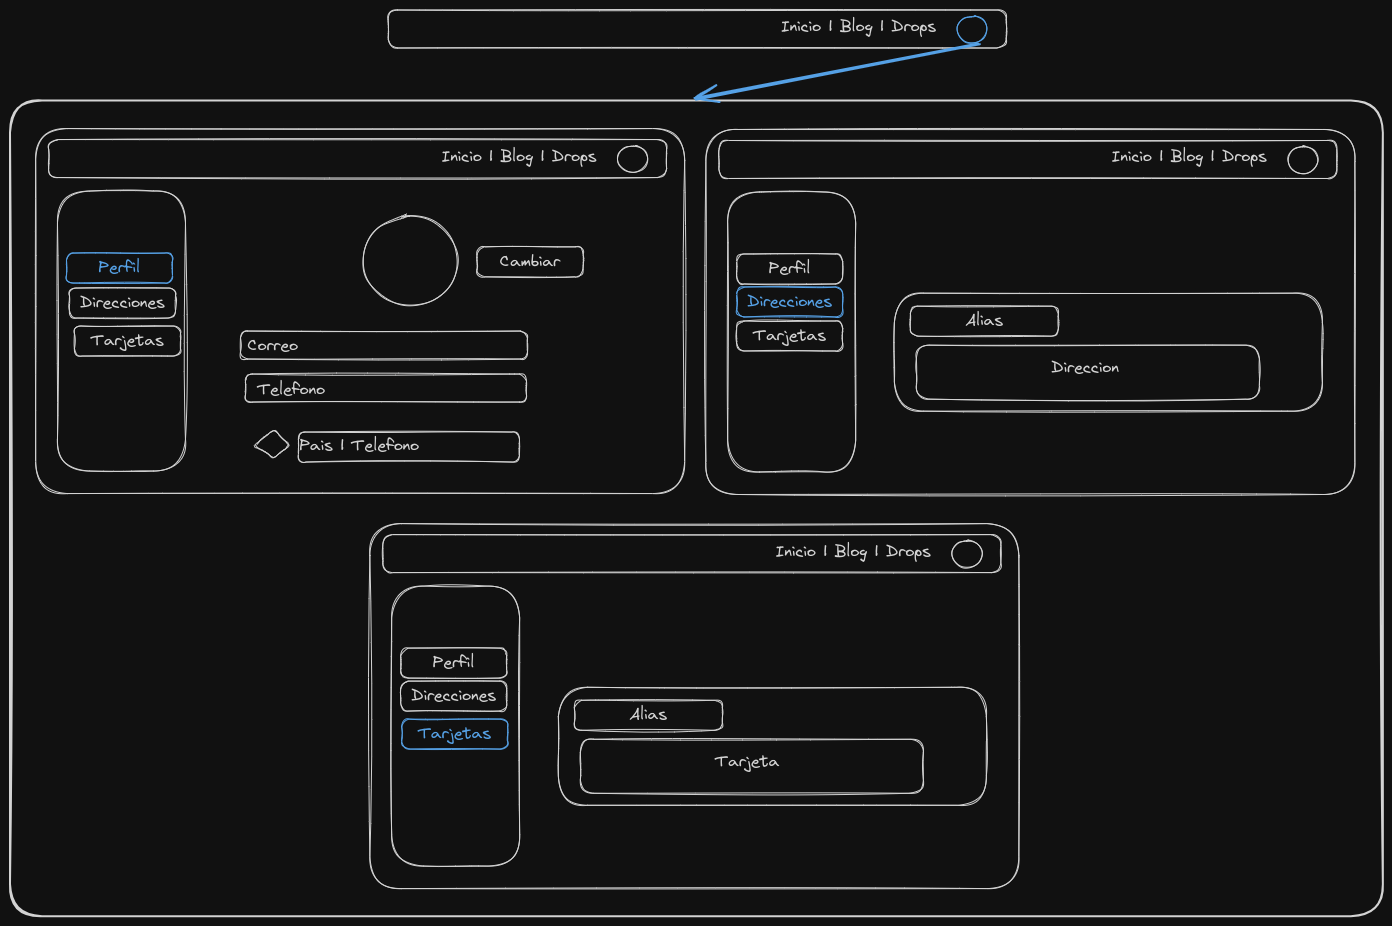 Inicio | Blog | Drops
Inicio | Blog | Drops
Perfil
Direcciones
Tarjetas
Cambiar
Correo
Telefono
Pais | Telefono
Inicio | Blog | Drops
Perfil
Direcciones
Tarjetas
Alias
Direccion
Inicio | Blog | Drops
Perfil
Direcciones
Tarjetas
Alias
Tarjeta